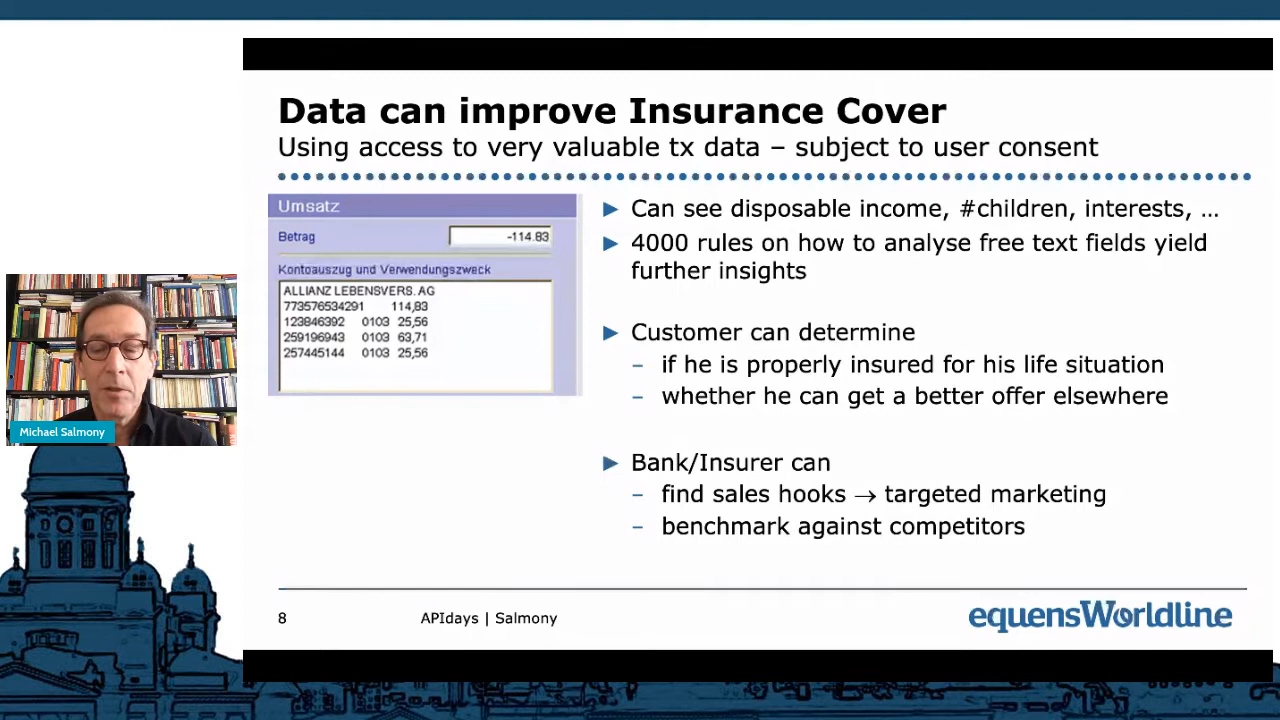 Data can improve Insurance Cover
Using access to very valuable tx data – subject to user consent
Umsatz
Betrag -114.83
Kontoauszug und Verwendungszweck
ALLIANZ LEBENSVERS. AG
773576534291 114,83
123846392 0103 25,56
259196943 0103 63,71
257445144 0103 25,56
► Can see disposable income, #children, interests, …
► 4000 rules on how to analyse free text fields yield
further insights
► Customer can determine
– if he is properly insured for his life situation
– whether he can get a better offer elsewhere
► Bank/Insurer can
– find sales hooks → targeted marketing
– benchmark against competitors
Michael Salmony
8 APIdays | Salmony
equensWorldline